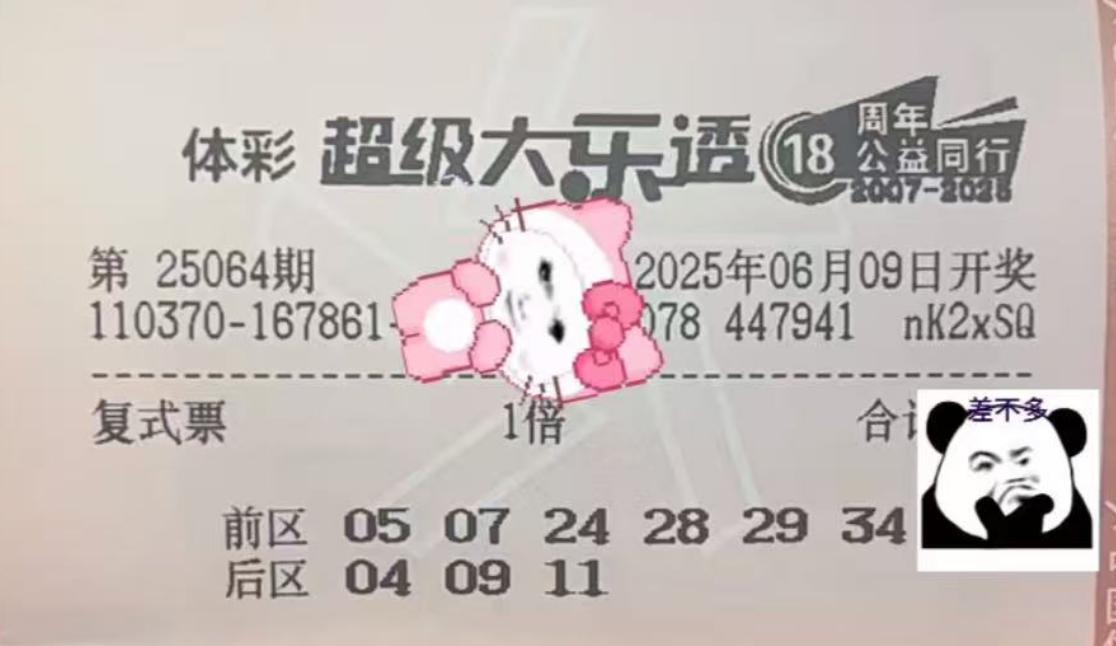 体彩 超级大乐透 18 周年
公益同行
2007-2025
第 25064期 2025年06月09日开奖
110370-167861- 078 447941 nK2xSQ
复式票 1倍 合
差不多
前区 05 07 24 28 29 34
后区 04 09 11